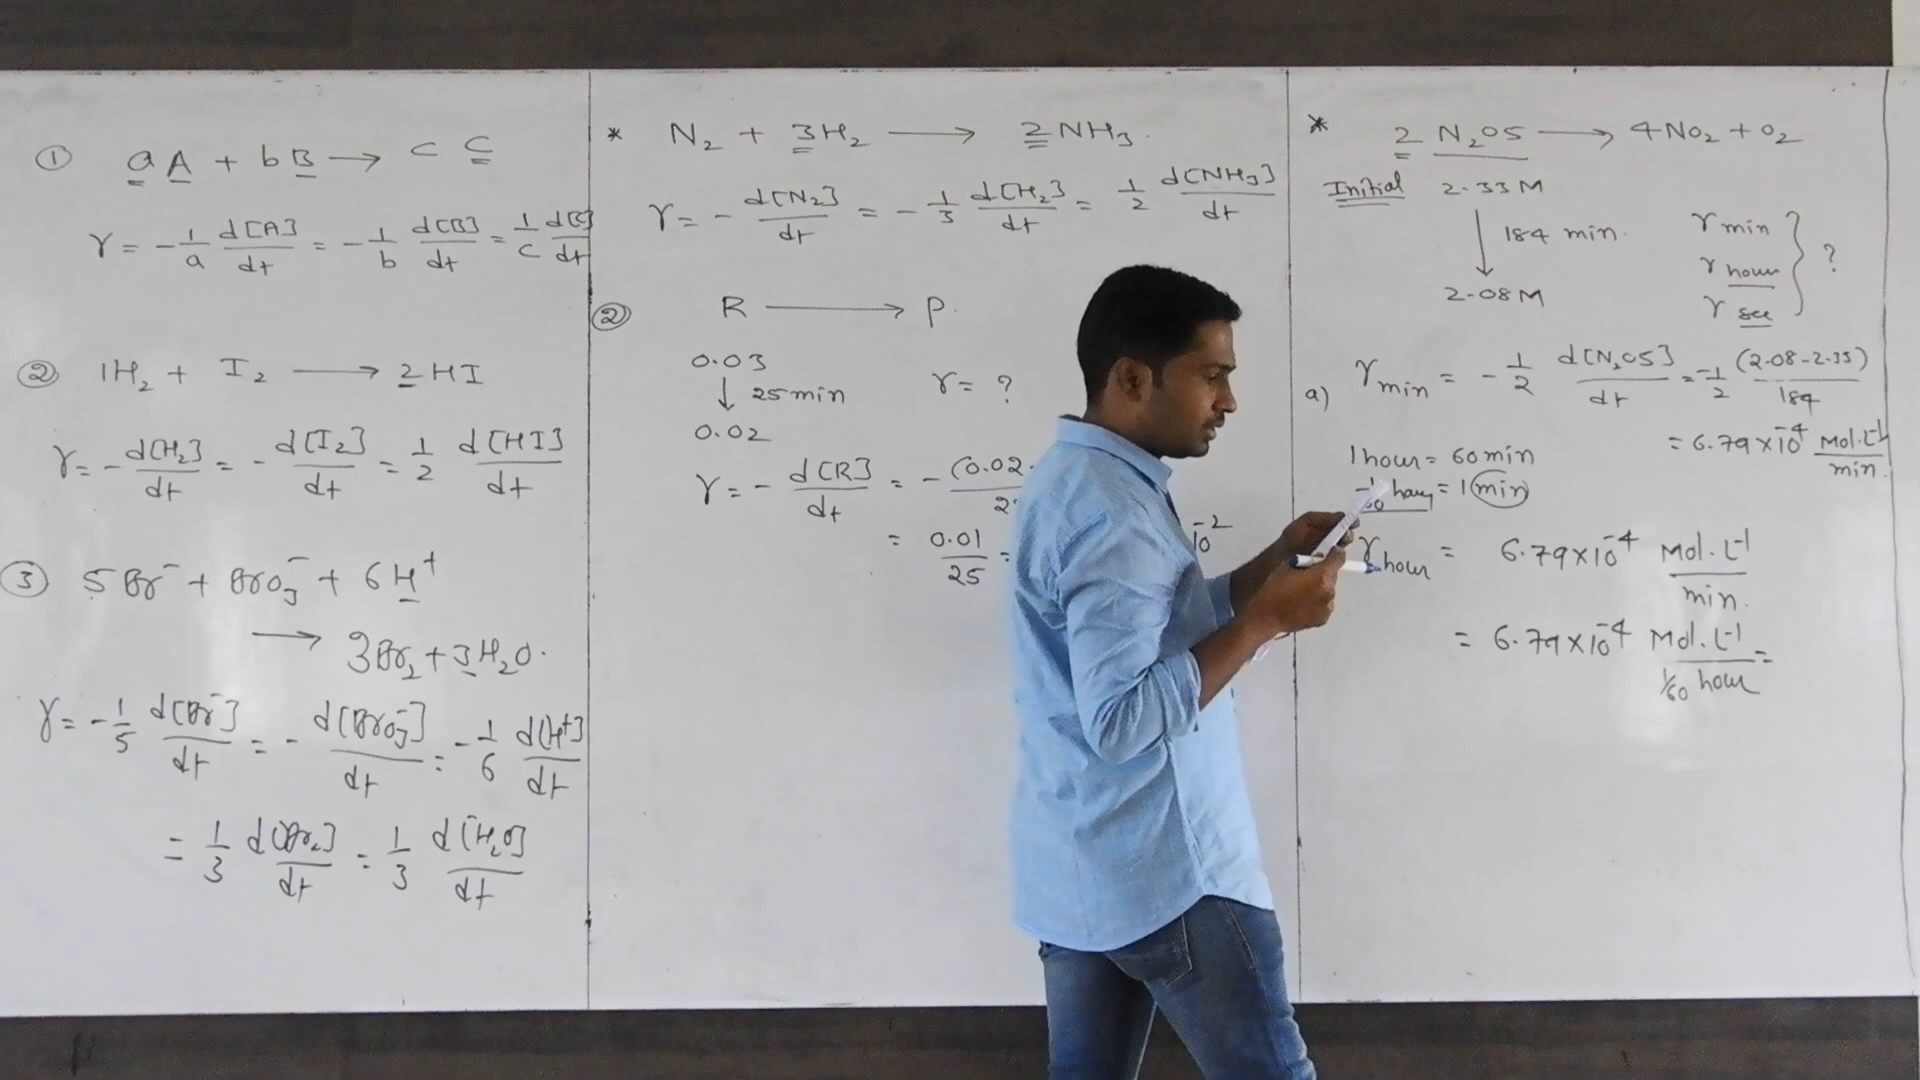 ① aA + bB → c C
r = -1/a d[A]/dt = -1/b d[B]/dt = 1/c d[C]/dt
② 1H₂ + I₂ → 2HI
r = -d[H₂]/dt = -d[I₂]/dt = 1/2 d[HI]/dt
③ 5Br⁻ + BrO₃⁻ + 6H⁺
→ 3Br₂ + 3H₂O.
r = -1/5 d[Br⁻]/dt = -d[BrO₃⁻]/dt = -1/6 d[H⁺]/dt
= 1/3 d[Br₂]/dt = 1/3 d[H₂O]/dt
* N₂ + 3H₂ → 2NH₃.
r = -d[N₂]/dt = -1/3 d[H₂]/dt = 1/2 d[NH₃]/dt
② R → P.
0.03
↓ 25 min r = ?
0.02
r = -d[R]/dt = -(0.02
= 0.01/25 = 10⁻²
* 2 N₂O5 → 4NO₂ + O₂
Initial 2.33 M
↓ 184 min. r min
r hour } ?
2.08 M r sec
a) r min = -1/2 d[N₂O5]/dt = -1/2 (2.08-2.33)/184
= 6.79×10⁻⁴ Mol.L⁻¹/min.
1 hour = 60 min
hour = 1 min
r hour = 6.79×10⁻⁴ Mol.L⁻¹/min.
= 6.79×10⁻⁴ Mol.L⁻¹/(1/60 hour) =